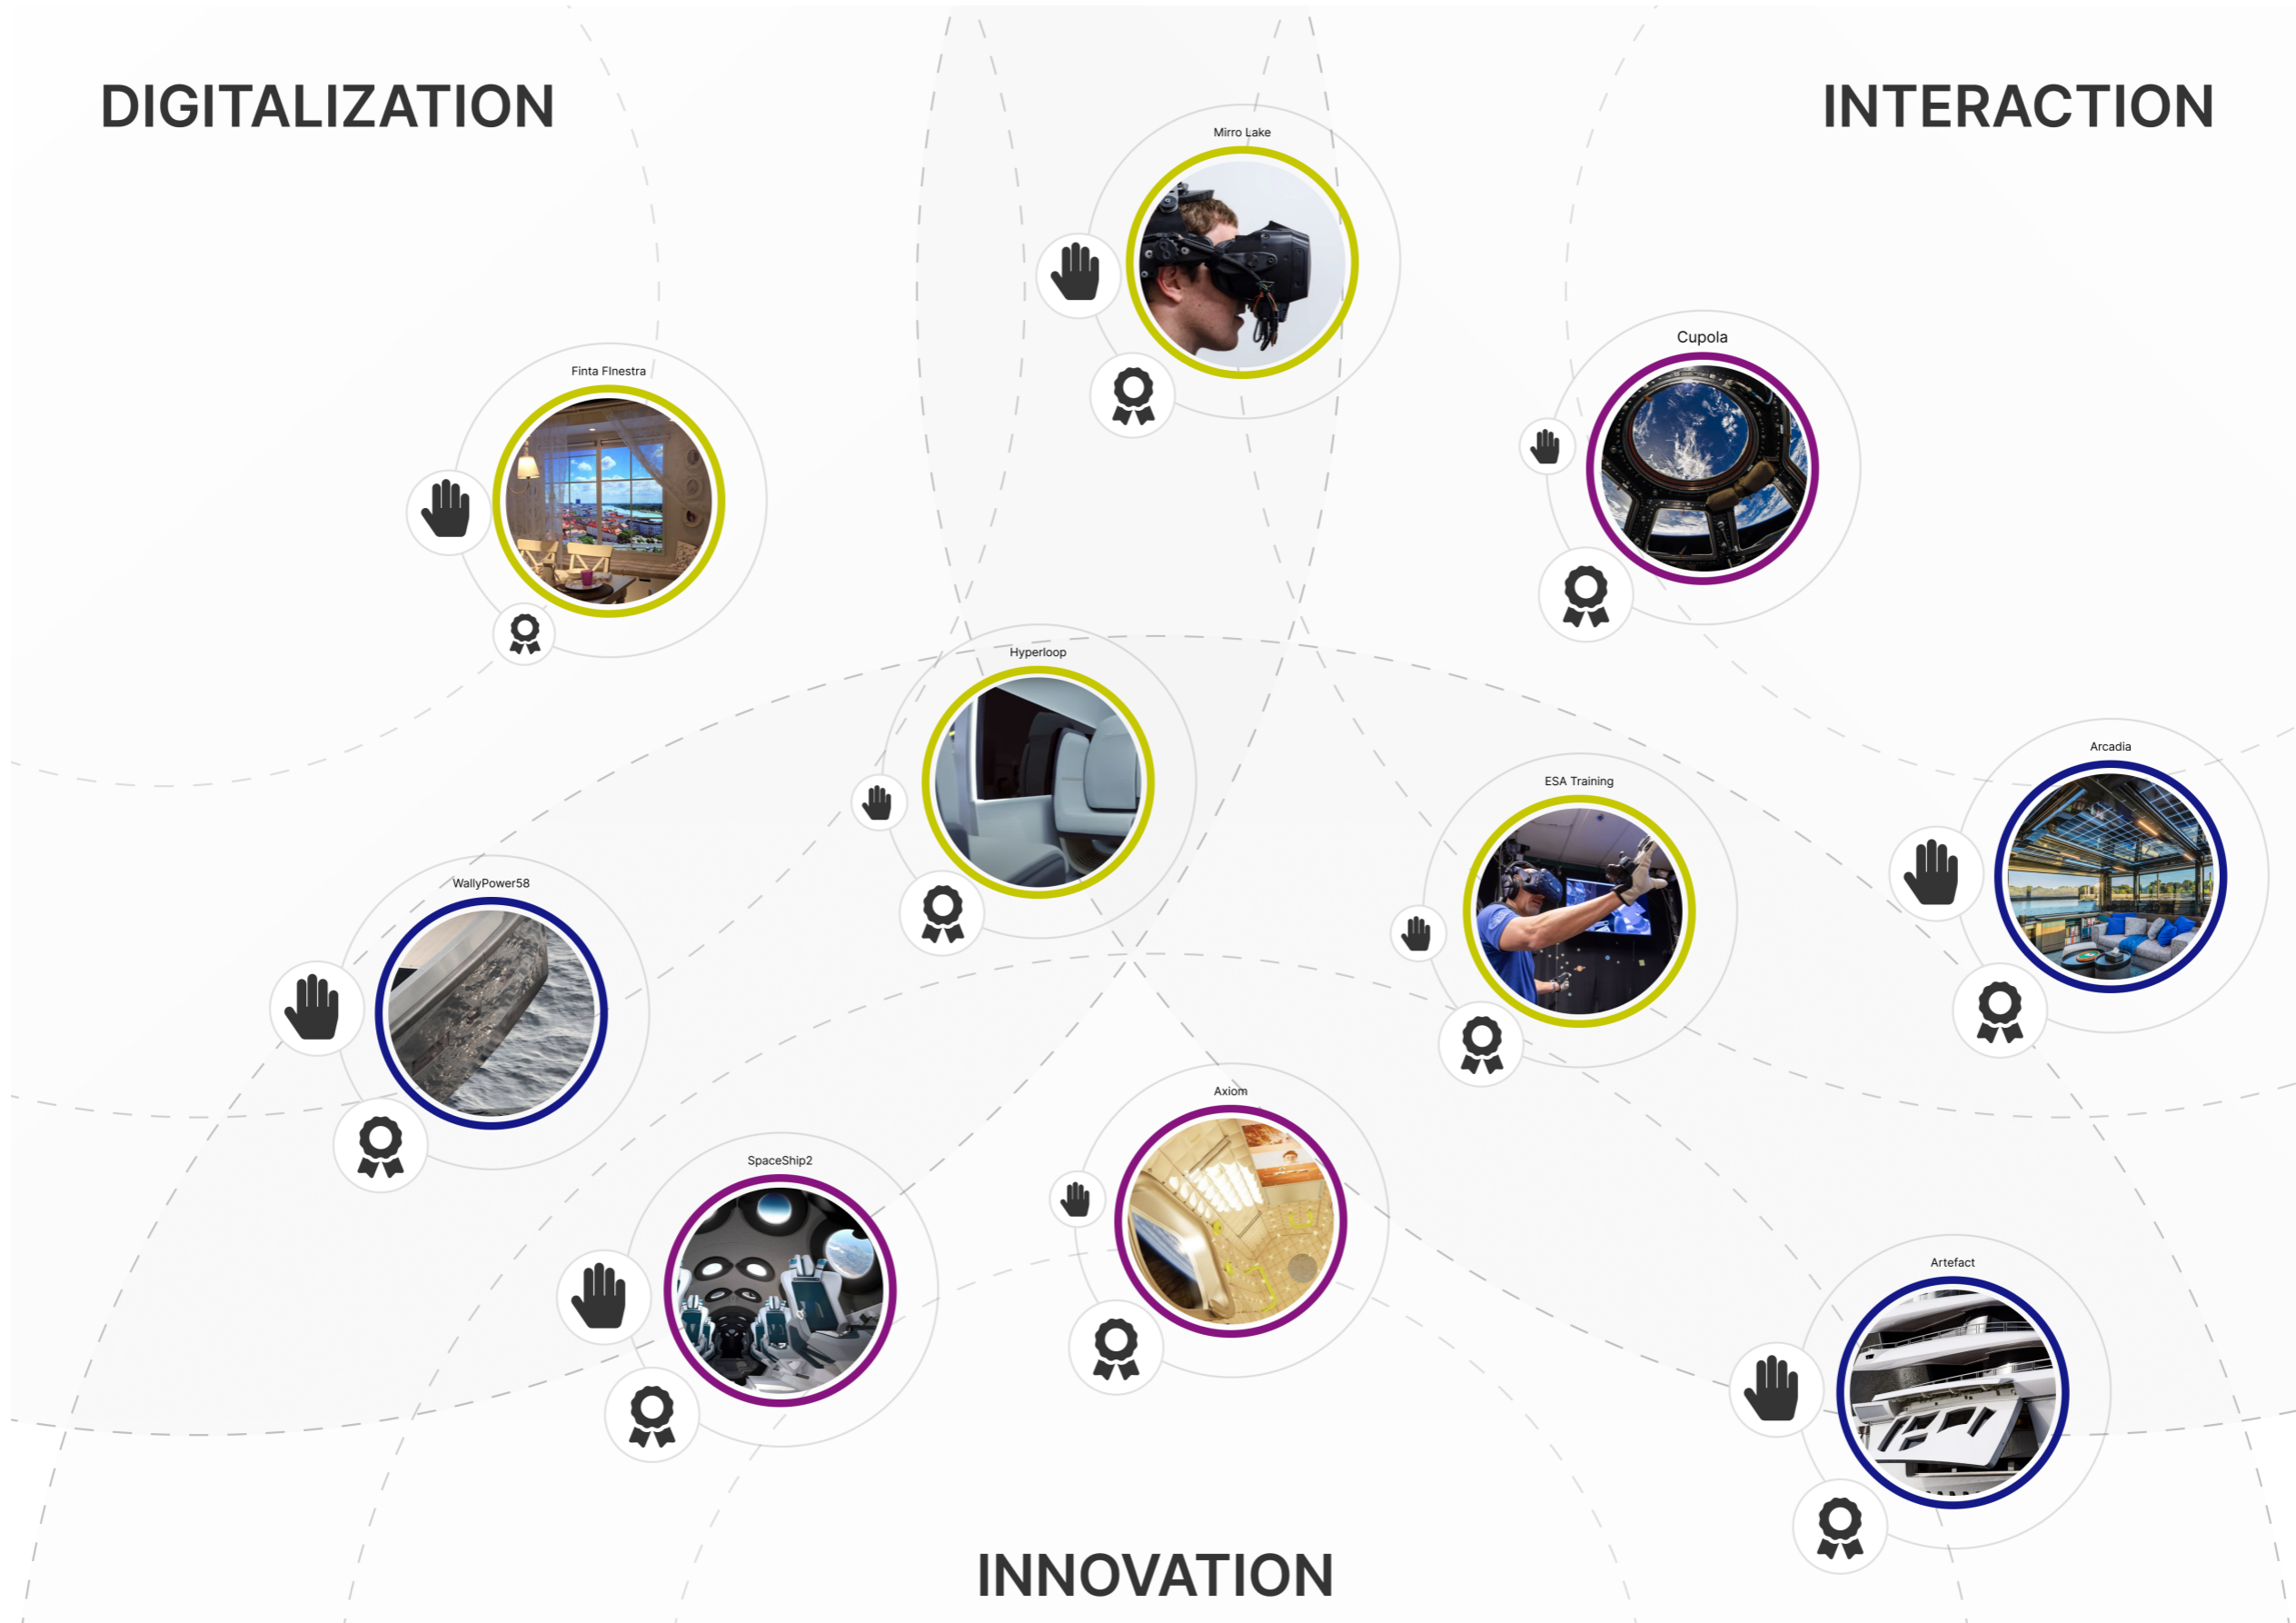 DIGITALIZATION
INTERACTION
Mirro Lake
Cupola
Finta FInestra
Hyperloop
Arcadia
ESA Training
WallyPower58
Axiom
SpaceShip2
Artefact
INNOVATION